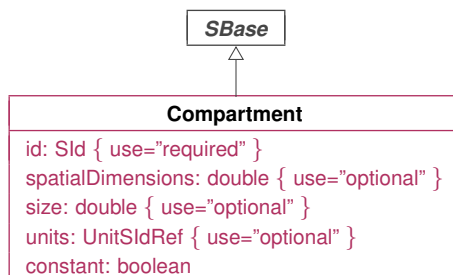 SBase
Compartment
id: SId { use="required" }
spatialDimensions: double { use="optional" }
size: double { use="optional" }
units: UnitSIdRef { use="optional" }
constant: boolean